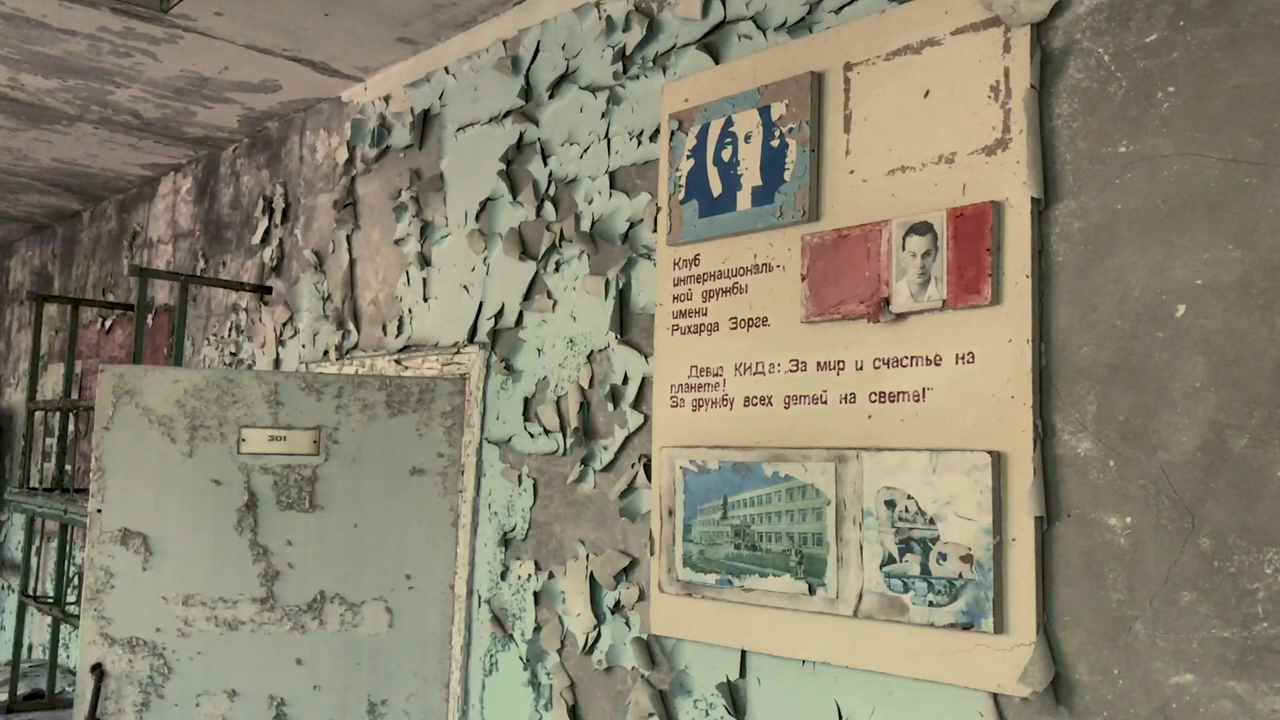 301
Клуб
интернациональ-
ной дружбы
имени
Рихарда Зорге.
Девиз КИДа: „За мир и счастье на
планете!
За дружбу всех детей на свете!"